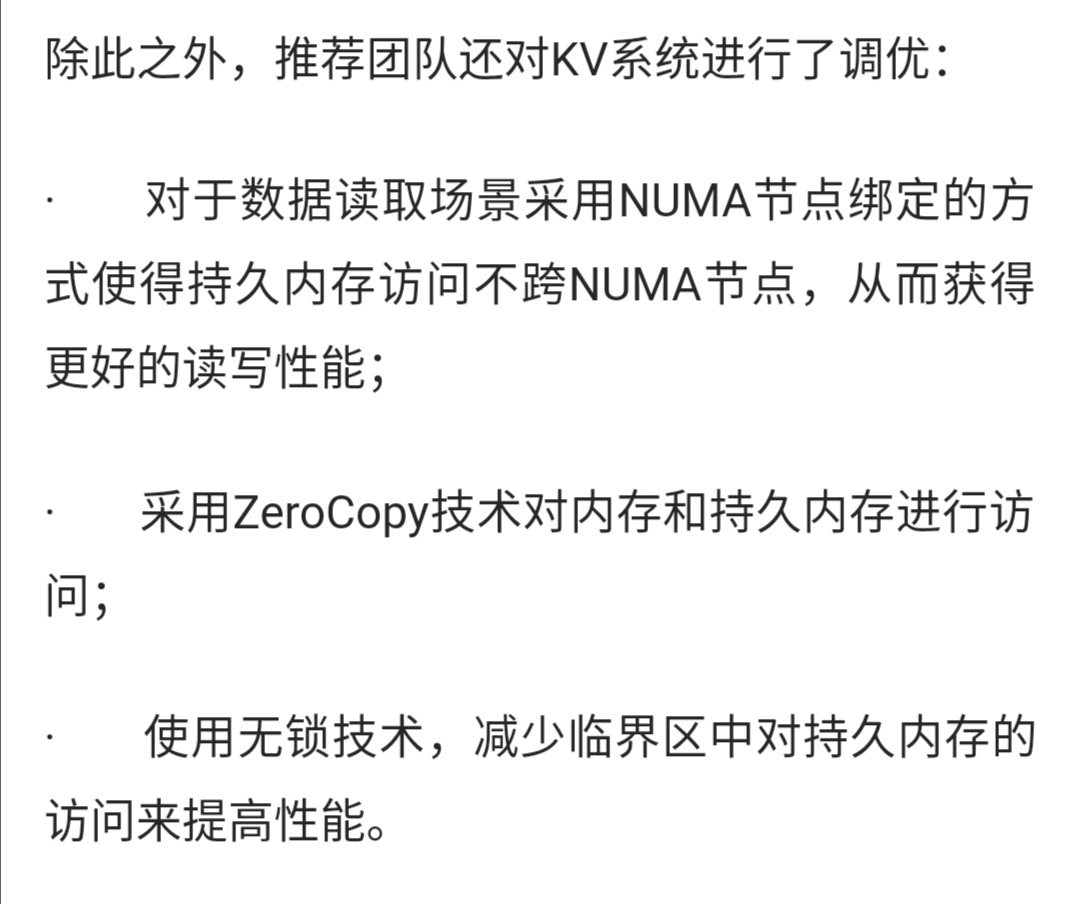 除此之外，推荐团队还对KV系统进行了调优：
· 对于数据读取场景采用NUMA节点绑定的方
式使得持久内存访问不跨NUMA节点，从而获得
更好的读写性能；
· 采用ZeroCopy技术对内存和持久内存进行访
问；
· 使用无锁技术，减少临界区中对持久内存的
访问来提高性能。